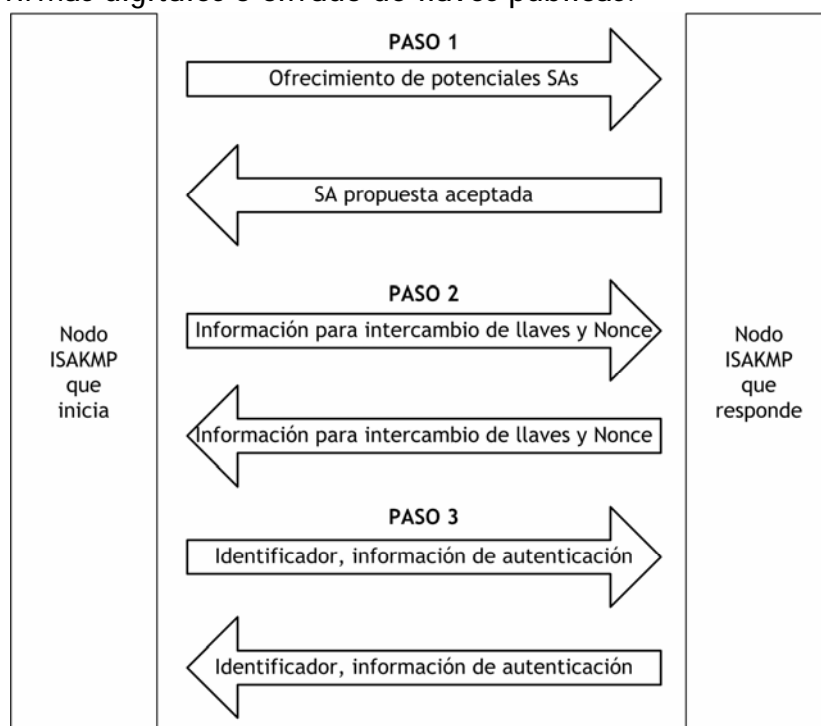 digitales o cifrado de llaves públicas.
PASO 1
Ofrecimiento de potenciales SAs
SA propuesta aceptada
PASO 2
Información para intercambio de llaves y Nonce
Información para intercambio de llaves y Nonce
PASO 3
Identificador, información de autenticación
Identificador, información de autenticación
Nodo
ISAKMP
que
inicia
Nodo
ISAKMP
que
responde